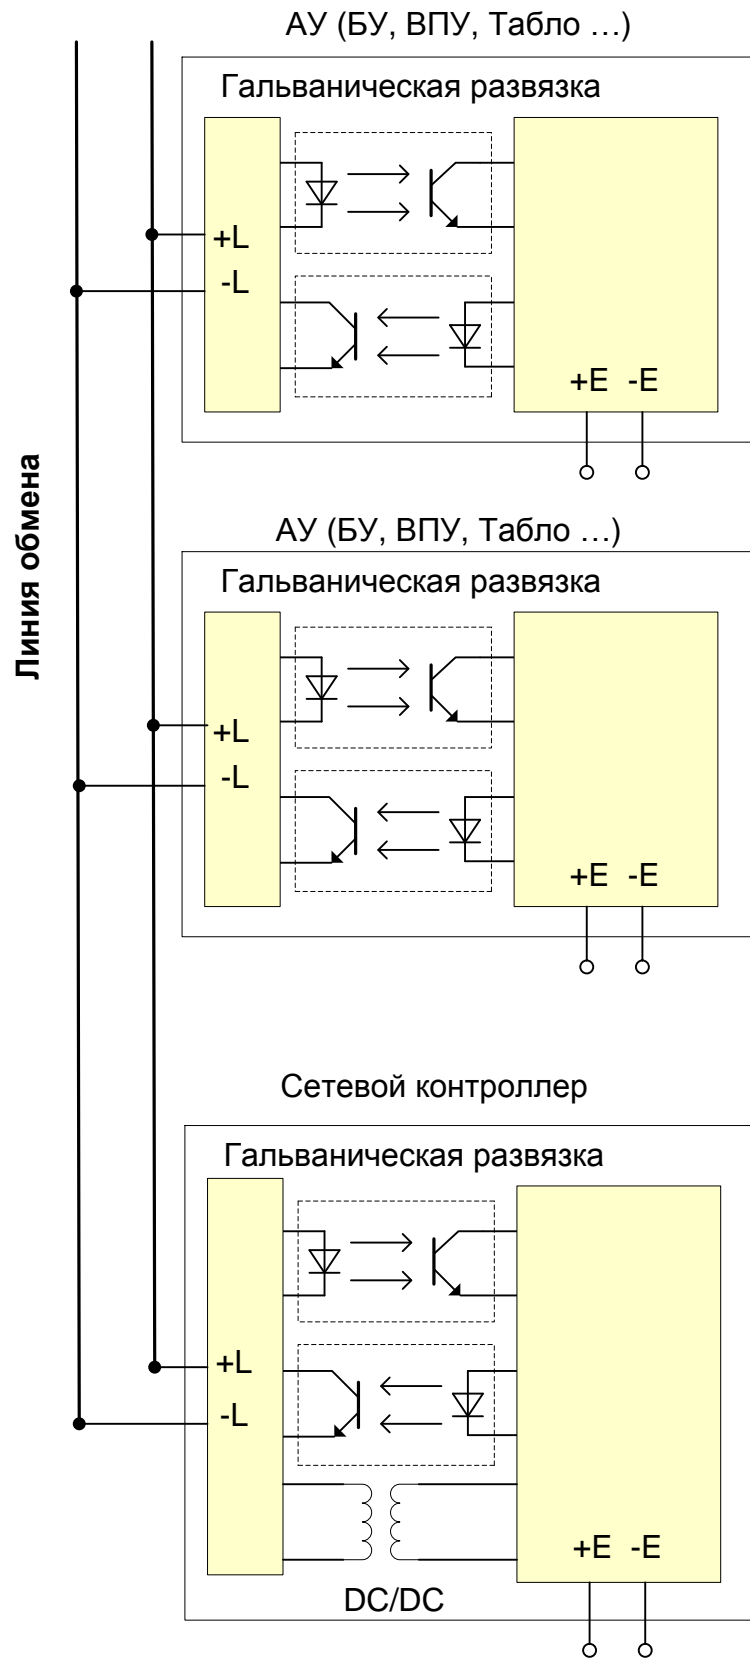 АУ (БУ, ВПУ, Табло ...)
Гальваническая развязка
+L
-L
+E -E
Линия обмена
АУ (БУ, ВПУ, Табло ...)
Гальваническая развязка
+L
-L
+E -E
Сетевой контроллер
Гальваническая развязка
+L
-L
+E -E
DC/DC